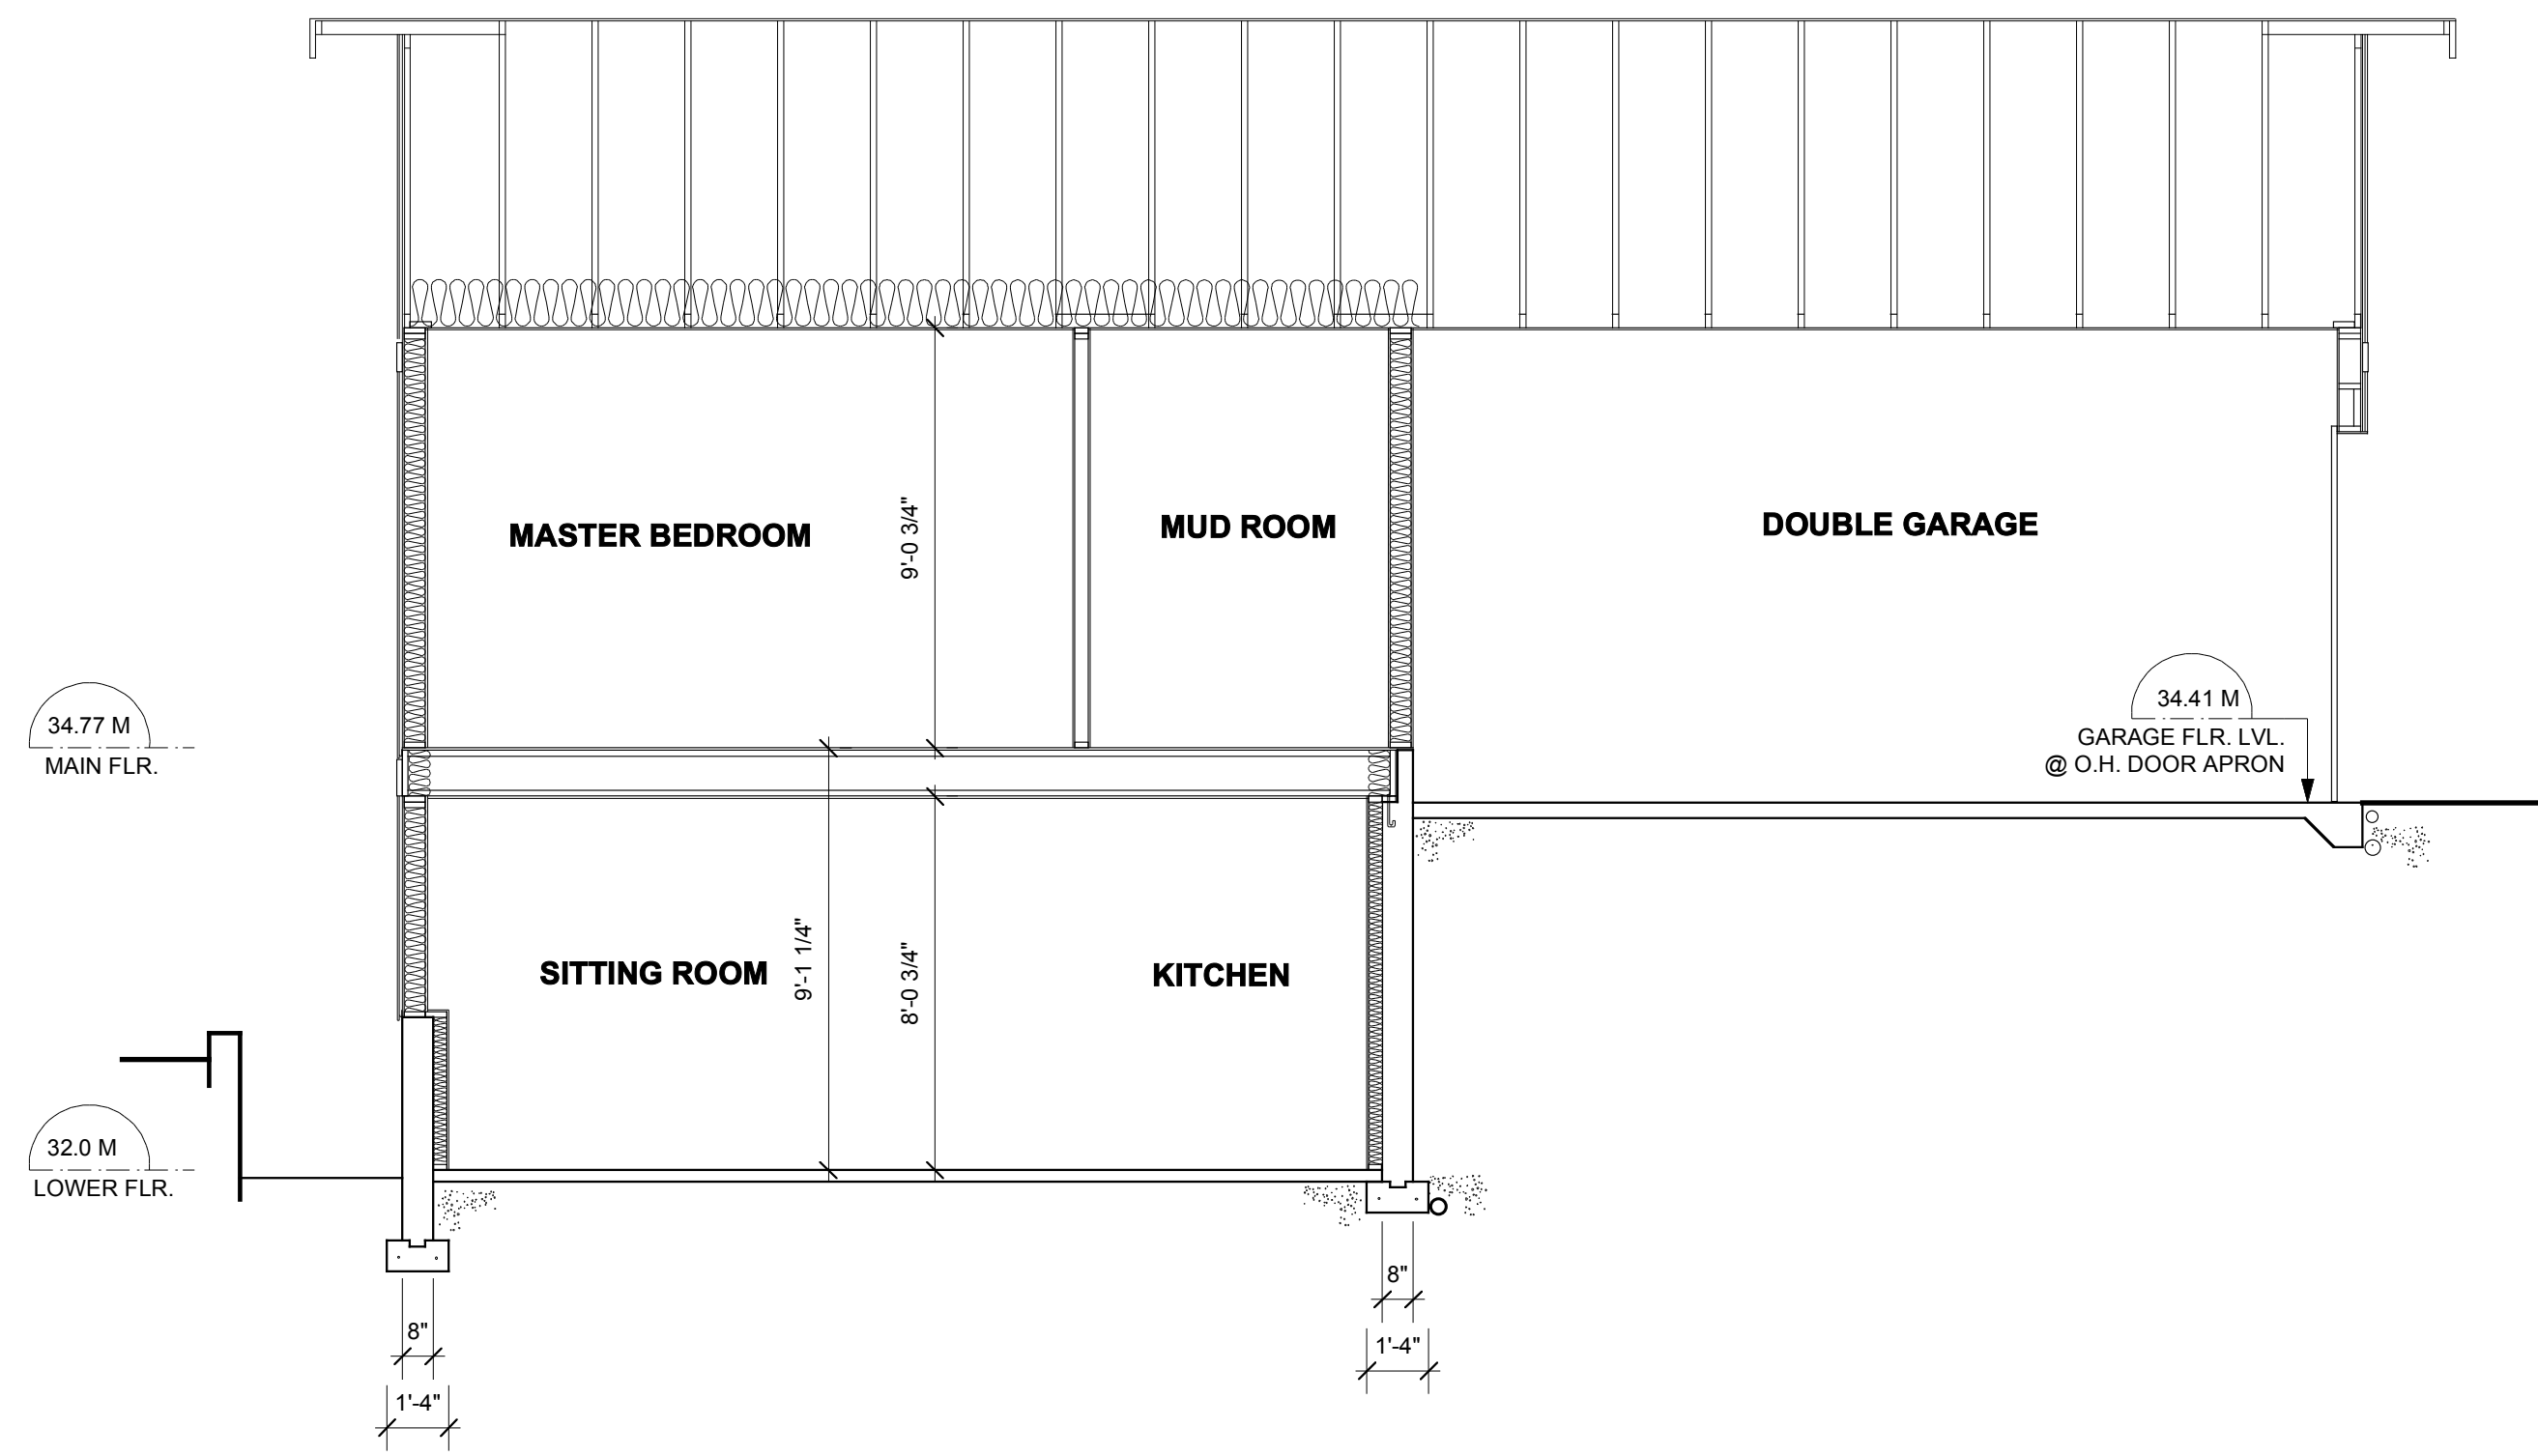 9'-0 3/4"
MASTER BEDROOM
MUD ROOM
DOUBLE GARAGE
34.77 M
MAIN FLR.
34.41 M
GARAGE FLR. LVL.
@ O.H. DOOR APRON
SITTING ROOM
9'-1 1/4"
8'-0 3/4"
KITCHEN
32.0 M
LOWER FLR.
8"
1'-4"
8"
1'-4"